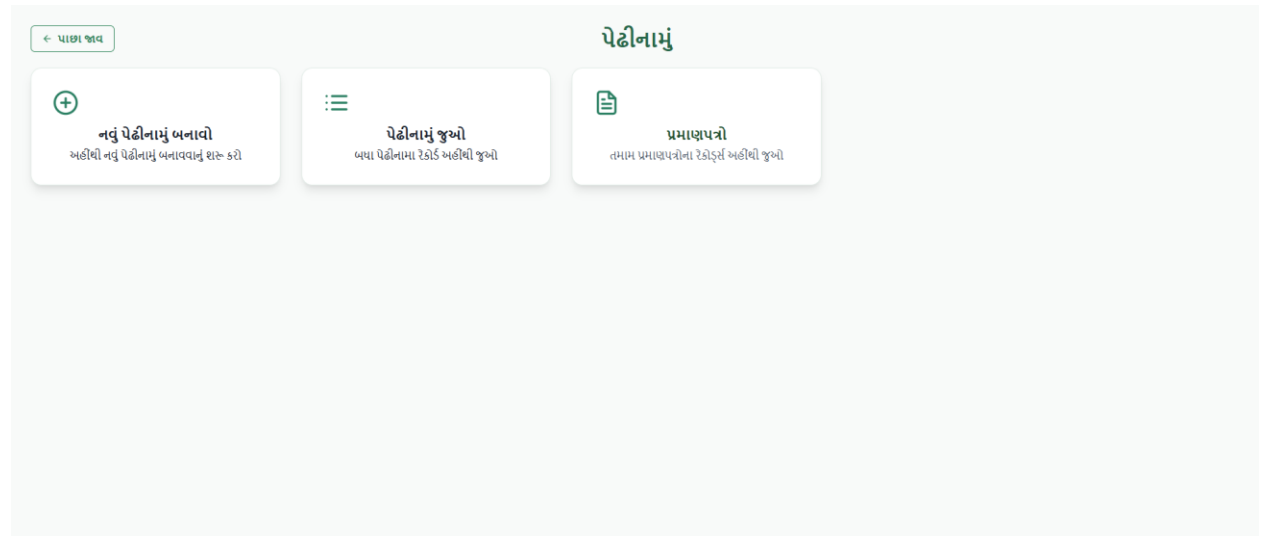 ← પાછા જાવ
પેઢીનામું
નવું પેઢીનામું બનાવો
અહીંથી નવું પેઢીનામું બનાવવાનું શરૂ કરો
પેઢીનામું જુઓ
બધા પેઢીનામા રેકોર્ડ અહીંથી જુઓ
પ્રમાણપત્રો
તમામ પ્રમાણપત્રોના રેકોર્ડ્સ અહીંથી જુઓ